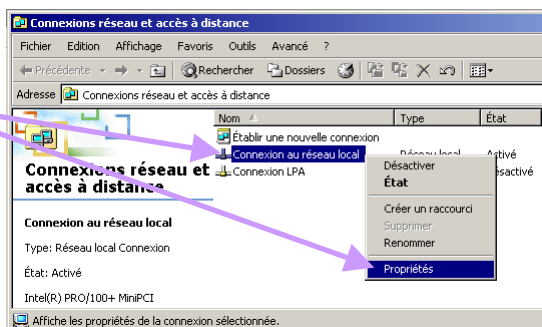 Connexions réseau et accès à distance
Fichier Edition Affichage Favoris Outils Avancé ?
Précédente Rechercher Dossiers
Adresse Connexions réseau et accès à distance
Nom Type État
Établir une nouvelle connexion
Connexion au réseau local Réseau local Activé
Connexion LPA
Désactiver
État
Créer un raccourci
Supprimer
Renommer
Propriétés
Connexions réseau et
accès à distance
Connexion au réseau local
Type: Réseau local Connexion
État: Activé
Intel(R) PRO/100+ MiniPCI
Affiche les propriétés de la connexion sélectionnée.